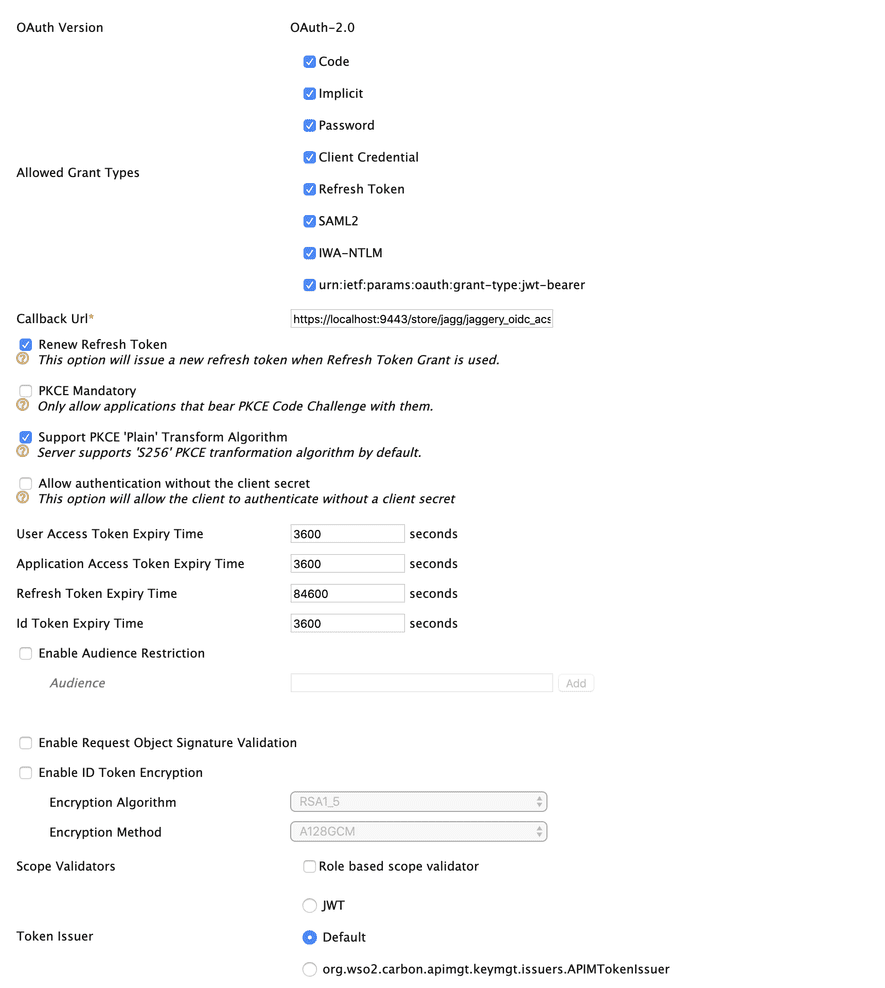 OAuth Version OAuth-2.0
Code
Implicit
Password
Client Credential
Allowed Grant Types
Refresh Token
SAML2
IWA-NTLM
urn:ietf:params:oauth:grant-type:jwt-bearer
Callback Url* https://localhost:9443/store/jagg/jaggery_oidc_acs
Renew Refresh Token
? This option will issue a new refresh token when Refresh Token Grant is used.
PKCE Mandatory
? Only allow applications that bear PKCE Code Challenge with them.
Support PKCE 'Plain' Transform Algorithm
? Server supports 'S256' PKCE tranformation algorithm by default.
Allow authentication without the client secret
? This option will allow the client to authenticate without a client secret
User Access Token Expiry Time 3600 seconds
Application Access Token Expiry Time 3600 seconds
Refresh Token Expiry Time 84600 seconds
Id Token Expiry Time 3600 seconds
Enable Audience Restriction
Audience Add
Enable Request Object Signature Validation
Enable ID Token Encryption
Encryption Algorithm RSA1_5
Encryption Method A128GCM
Scope Validators Role based scope validator
JWT
Token Issuer Default
org.wso2.carbon.apimgt.keymgt.issuers.APIMTokenIssuer